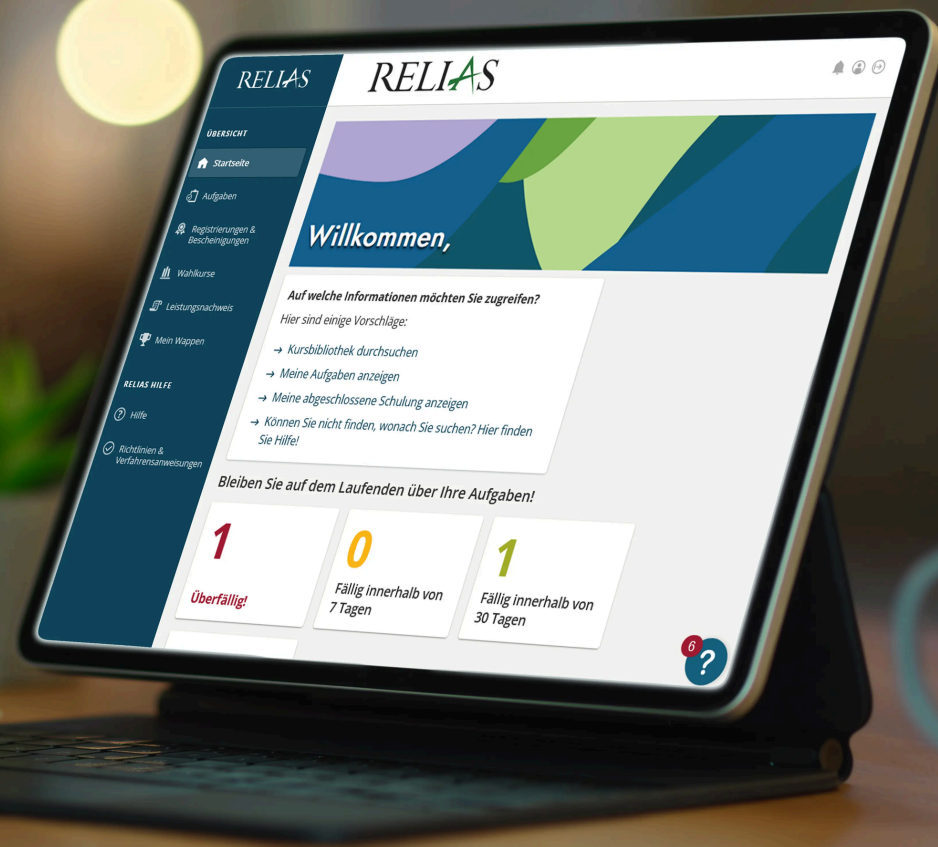 RELIAS
ÜBERSICHT
Startseite
Aufgaben
Registrierungen &
Bescheinigungen
Wahlkurse
Leistungsnachweis
Mein Wappen
RELIAS HILFE
Hilfe
Richtlinien &
Verfahrensanweisungen
RELIAS
Willkommen,
Auf welche Informationen möchten Sie zugreifen?
Hier sind einige Vorschläge:
→ Kursbibliothek durchsuchen
→ Meine Aufgaben anzeigen
→ Meine abgeschlossene Schulung anzeigen
→ Können Sie nicht finden, wonach Sie suchen? Hier finden
Sie Hilfe!
Bleiben Sie auf dem Laufenden über Ihre Aufgaben!
1
Überfällig!
0
Fällig innerhalb von
7 Tagen
1
Fällig innerhalb von
30 Tagen
6
?